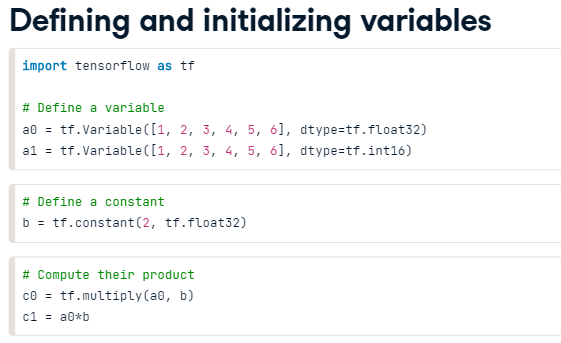 Defining and initializing variables
import tensorflow as tf
# Define a variable
a0 = tf.Variable([1, 2, 3, 4, 5, 6], dtype=tf.float32)
a1 = tf.Variable([1, 2, 3, 4, 5, 6], dtype=tf.int16)
# Define a constant
b = tf.constant(2, tf.float32)
# Compute their product
c0 = tf.multiply(a0, b)
c1 = a0*b